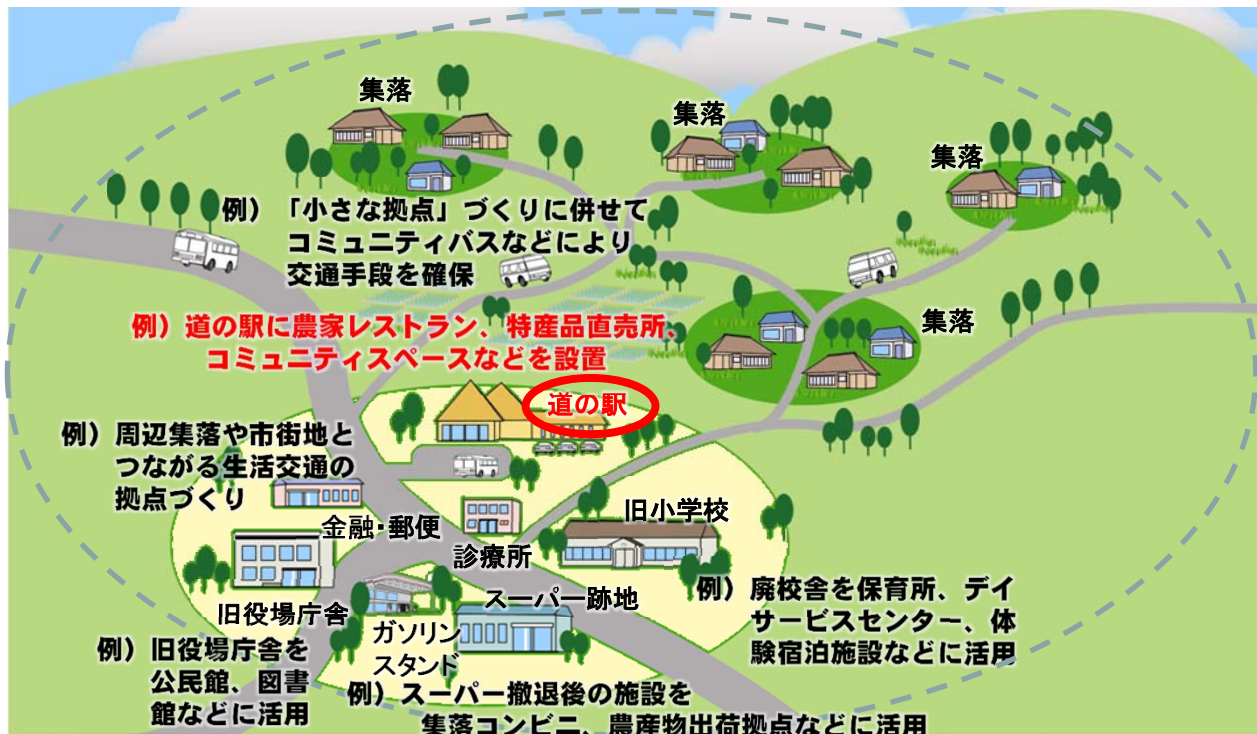 集落
集落
集落
例）「小さな拠点」づくりに併せて
コミュニティバスなどにより
交通手段を確保
集落
例）道の駅に農家レストラン、特産品直売所、
コミュニティスペースなどを設置
道の駅
例）周辺集落や市街地と
つながる生活交通の
拠点づくり
金融・郵便
診療所
旧小学校
旧役場庁舎
ガソリン
スタンド
スーパー跡地
例）廃校舎を保育所、デイ
サービスセンター、体
験宿泊施設などに活用
例）旧役場庁舎を
公民館、図書
館などに活用
例）スーパー撤退後の施設を
集落コンビニ、農産物出荷拠点などに活用